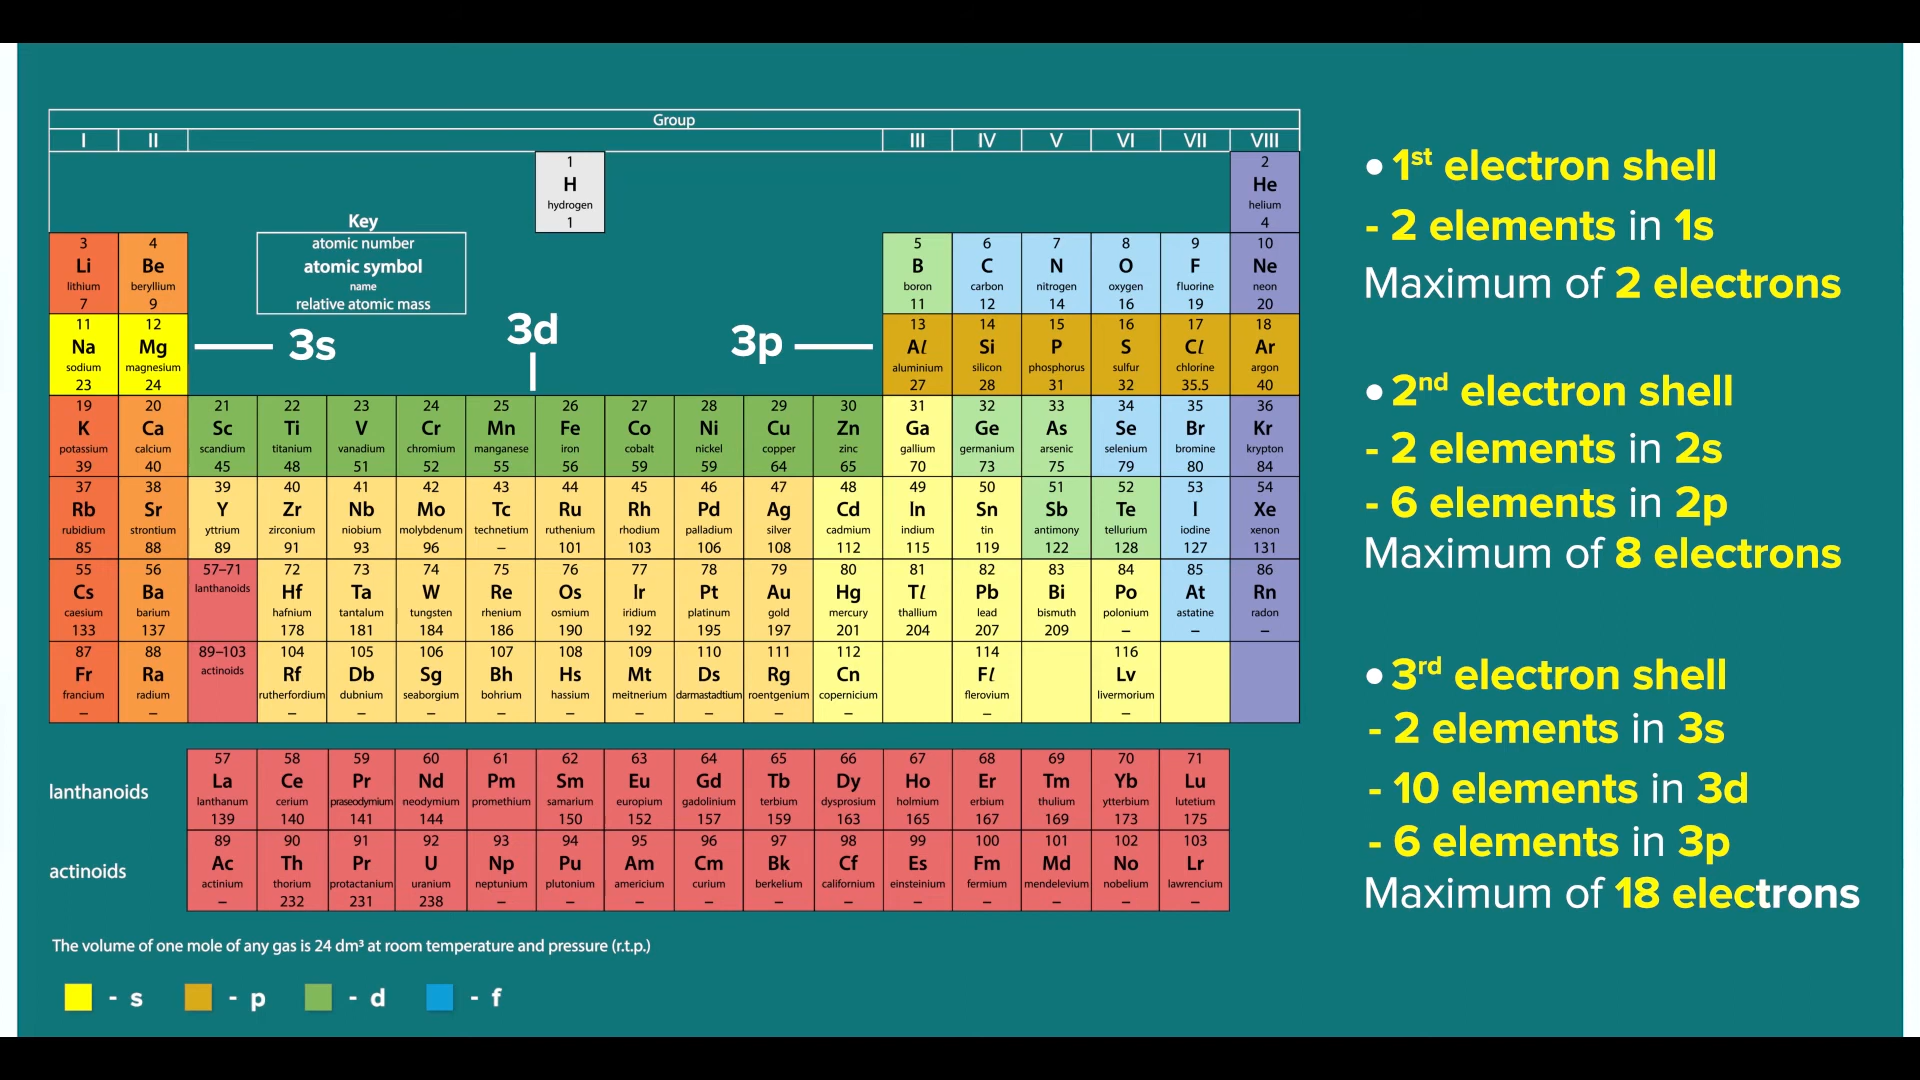 Group
I II III IV V VI VII VIII
1 2
H He
hydrogen helium
1 4
Key
atomic number
atomic symbol
name
relative atomic mass
3 4 5 6 7 8 9 10
Li Be B C N O F Ne
lithium beryllium boron carbon nitrogen oxygen fluorine neon
7 9 11 12 14 16 19 20
11 12 13 14 15 16 17 18
Na Mg Al Si P S Cl Ar
sodium magnesium aluminium silicon phosphorus sulfur chlorine argon
23 24 27 28 31 32 35.5 40
3s 3d 3p
19 20 21 22 23 24 25 26 27 28 29 30 31 32 33 34 35 36
K Ca Sc Ti V Cr Mn Fe Co Ni Cu Zn Ga Ge As Se Br Kr
potassium calcium scandium titanium vanadium chromium manganese iron cobalt nickel copper zinc gallium germanium arsenic selenium bromine krypton
39 40 45 48 51 52 55 56 59 59 64 65 70 73 75 79 80 84
37 38 39 40 41 42 43 44 45 46 47 48 49 50 51 52 53 54
Rb Sr Y Zr Nb Mo Tc Ru Rh Pd Ag Cd In Sn Sb Te I Xe
rubidium strontium yttrium zirconium niobium molybdenum technetium ruthenium rhodium palladium silver cadmium indium tin antimony tellurium iodine xenon
85 88 89 91 93 96 – 101 103 106 108 112 115 119 122 128 127 131
55 56 57–71 72 73 74 75 76 77 78 79 80 81 82 83 84 85 86
Cs Ba lanthanoids Hf Ta W Re Os Ir Pt Au Hg Tl Pb Bi Po At Rn
caesium barium hafnium tantalum tungsten rhenium osmium iridium platinum gold mercury thallium lead bismuth polonium astatine radon
133 137 178 181 184 186 190 192 195 197 201 204 207 209 – – –
87 88 89–103 104 105 106 107 108 109 110 111 112 114 116
Fr Ra actinoids Rf Db Sg Bh Hs Mt Ds Rg Cn Fl Lv
francium radium rutherfordium dubnium seaborgium bohrium hassium meitnerium darmastadtium roentgenium copernicium flerovium livermorium
– – – – – – – – – – – – –
lanthanoids
57 58 59 60 61 62 63 64 65 66 67 68 69 70 71
La Ce Pr Nd Pm Sm Eu Gd Tb Dy Ho Er Tm Yb Lu
lanthanum cerium praseodymium neodymium promethium samarium europium gadolinium terbium dysprosium holmium erbium thulium ytterbium lutetium
139 140 141 144 150 152 157 159 163 165 167 169 173 175
actinoids
89 90 91 92 93 94 95 96 97 98 99 100 101 102 103
Ac Th Pr U Np Pu Am Cm Bk Cf Es Fm Md No Lr
actinium thorium protactanium uranium neptunium plutonium americium curium berkelium californium einsteinium fermium mendelevium nobelium lawrencium
– 232 231 238 – – – – – – – – – – –
The volume of one mole of any gas is 24 dm³ at room temperature and pressure (r.t.p.)
- s - p - d - f
• 1st electron shell
- 2 elements in 1s
Maximum of 2 electrons
• 2nd electron shell
- 2 elements in 2s
- 6 elements in 2p
Maximum of 8 electrons
• 3rd electron shell
- 2 elements in 3s
- 10 elements in 3d
- 6 elements in 3p
Maximum of 18 electrons